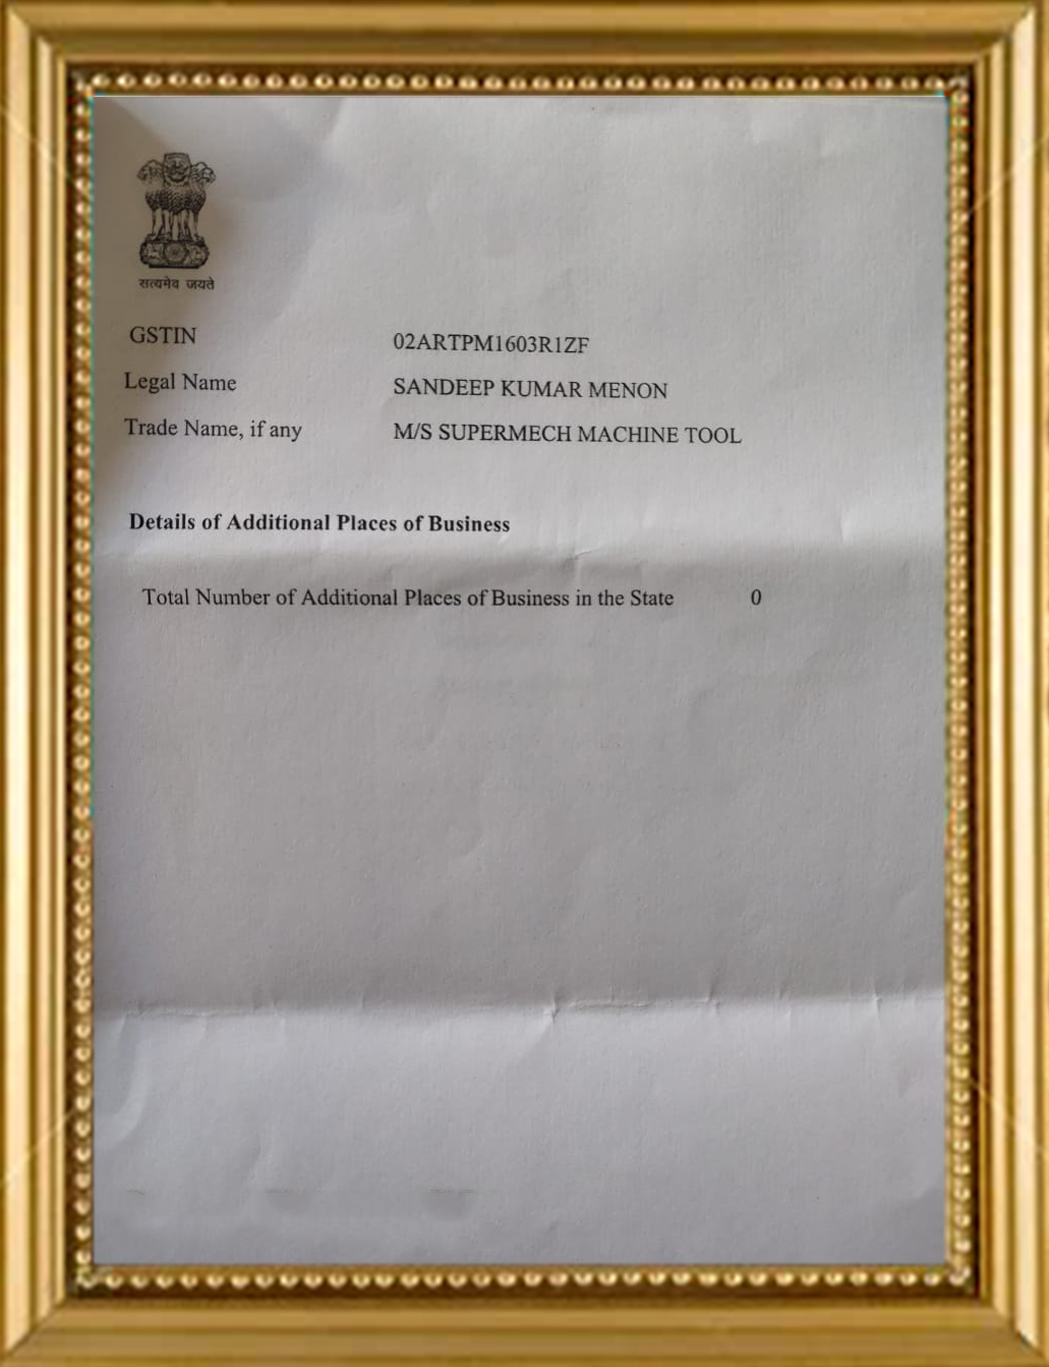 सत्यमेव जयते
GSTIN 02ARTPM1603R1ZF
Legal Name SANDEEP KUMAR MENON
Trade Name, if any M/S SUPERMECH MACHINE TOOL
Details of Additional Places of Business
Total Number of Additional Places of Business in the State 0